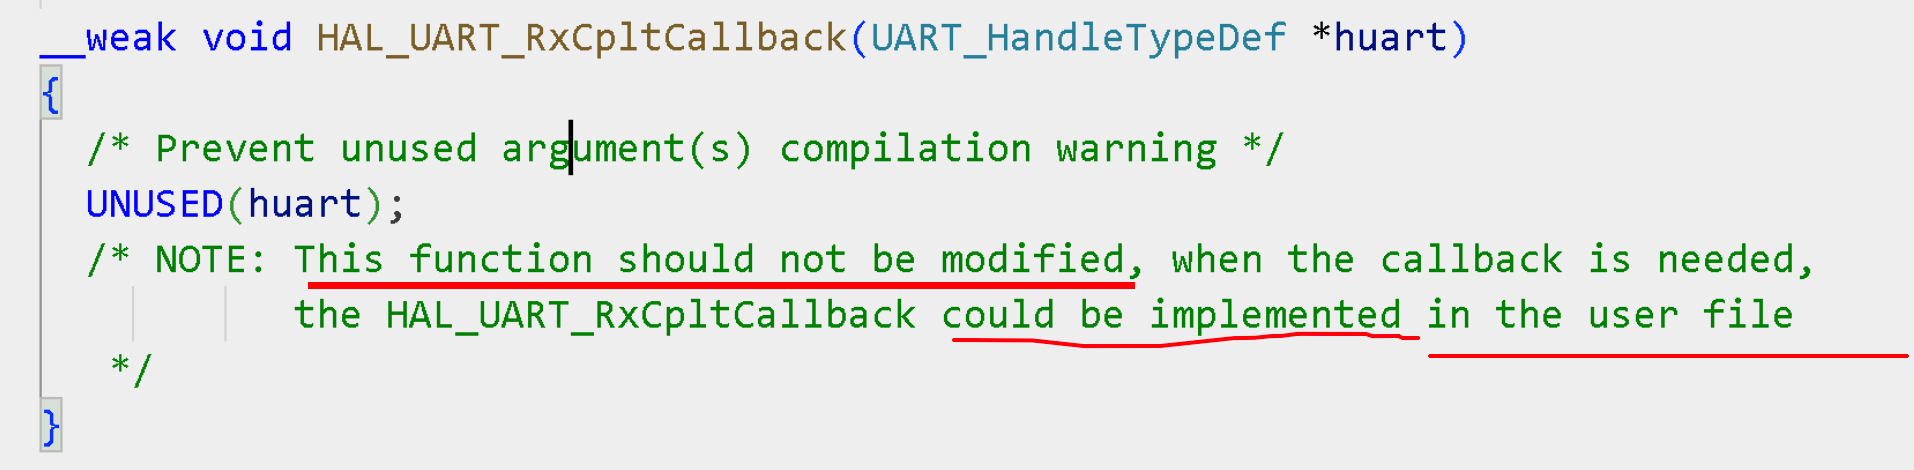 __weak void HAL_UART_RxCpltCallback(UART_HandleTypeDef *huart)
{
/* Prevent unused argument(s) compilation warning */
UNUSED(huart);
/* NOTE: This function should not be modified, when the callback is needed,
the HAL_UART_RxCpltCallback could be implemented in the user file
*/
}